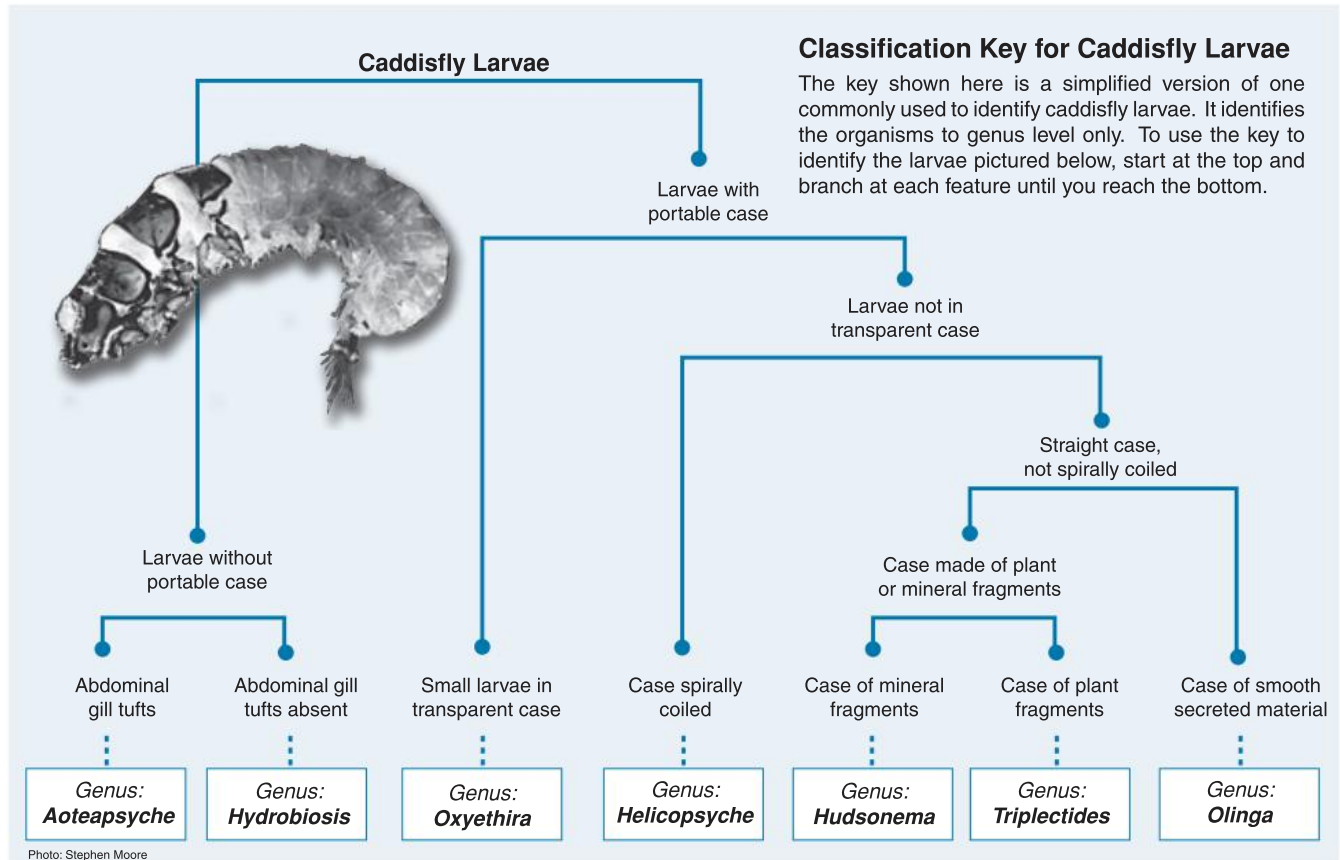 Caddisfly Larvae
Classification Key for Caddisfly Larvae
The key shown here is a simplified version of one
commonly used to identify caddisfly larvae. It identifies
the organisms to genus level only. To use the key to
identify the larvae pictured below, start at the top and
branch at each feature until you reach the bottom.
Larvae with
portable case
Larvae not in
transparent case
Straight case,
not spirally coiled
Larvae without
portable case
Case made of plant
or mineral fragments
Abdominal
gill tufts
Abdominal gill
tufts absent
Small larvae in
transparent case
Case spirally
coiled
Case of mineral
fragments
Case of plant
fragments
Case of smooth
secreted material
Genus:
Aoteapsyche
Genus:
Hydrobiosis
Genus:
Oxyethira
Genus:
Helicopsyche
Genus:
Hudsonema
Genus:
Triplectides
Genus:
Olinga
Photo: Stephen Moore